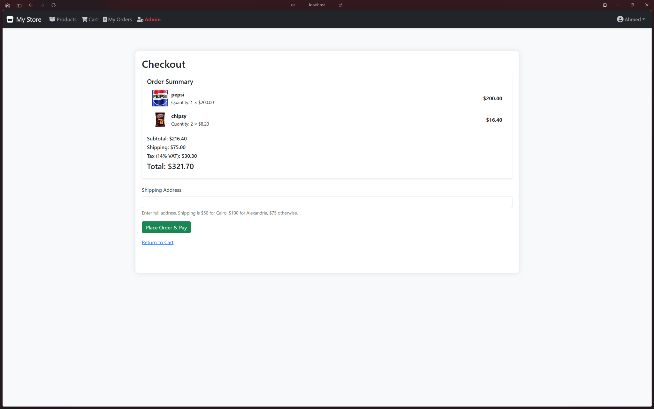 My Store Products Cart My Orders Admin Ahmed
Checkout
Order Summary
pepsi
Quantity: 1 × $200.00
$200.00
chipsy
Quantity: 2 × $8.20
$16.40
Subtotal: $216.40
Shipping: $75.00
Tax (14% VAT): $30.30
Total: $321.70
Shipping Address
Enter full address. Shipping is $50 for Cairo, $100 for Alexandria, $75 otherwise.
Place Order & Pay
Return to Cart